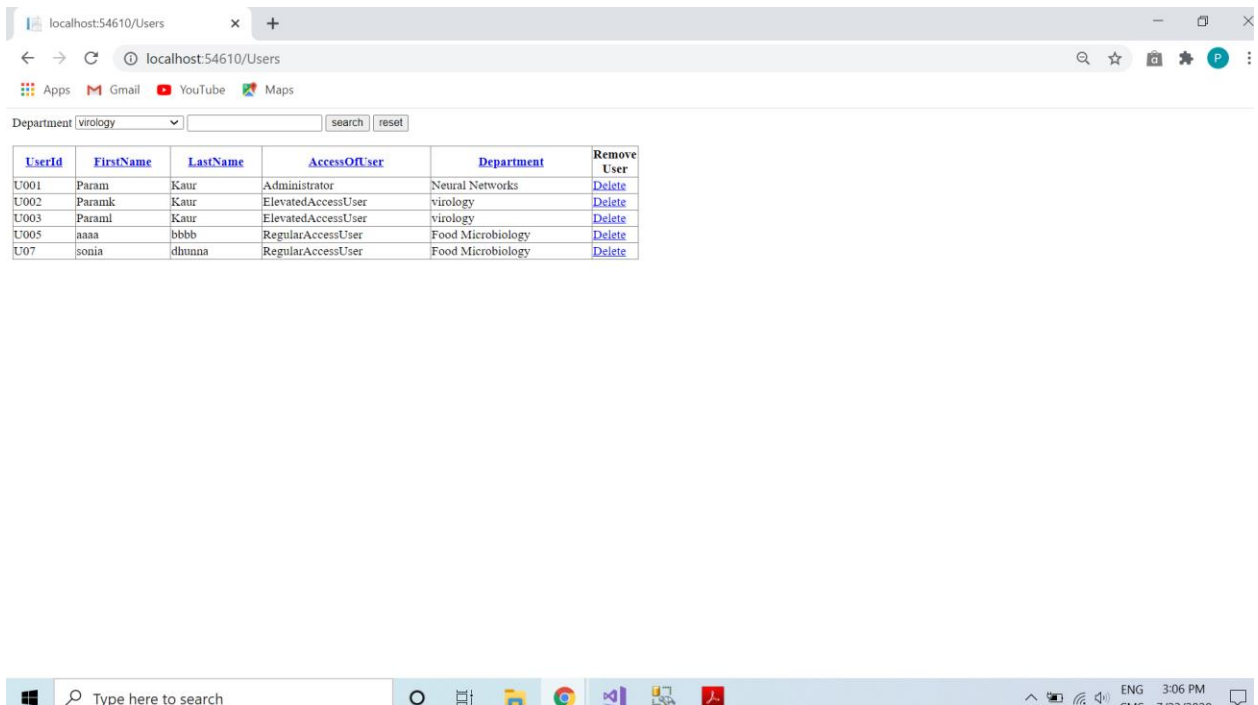 localhost:54610/Users
localhost:54610/Users
P
Apps Gmail YouTube Maps
Department virology search reset
UserId FirstName LastName AccessOfUser Department Remove User
U001 Param Kaur Administrator Neural Networks Delete
U002 Paramk Kaur ElevatedAccessUser virology Delete
U003 Paraml Kaur ElevatedAccessUser virology Delete
U005 aaaa bbbb RegularAccessUser Food Microbiology Delete
U07 sonia dhunna RegularAccessUser Food Microbiology Delete
Type here to search
ENG 3:06 PM